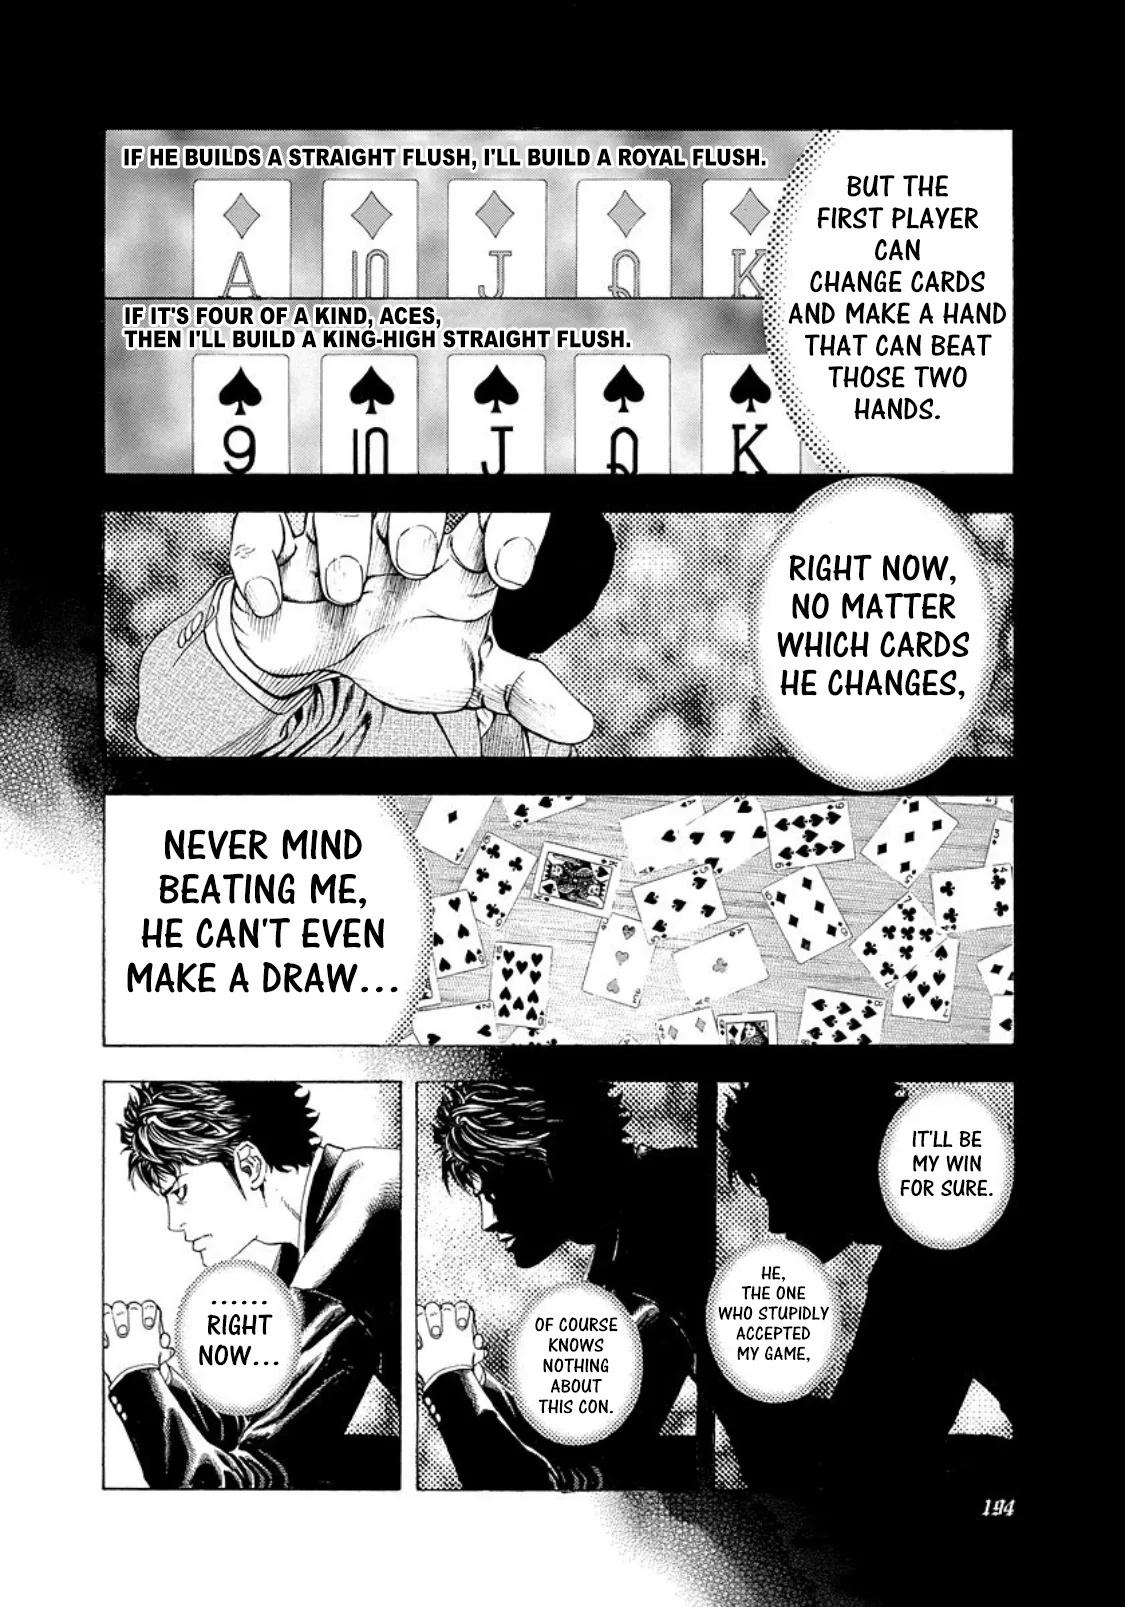 BUT THE
FIRST PLAYER
CAN
CHANGE CARDS
AND MAKE A HAND
THAT CAN BEAT
THOSE TWO
HANDS.
IF HE BUILDS A STRAIGHT FLUSH, I'LL BUILD A ROYAL FLUSH.
A 10 J Q K
IF IT'S FOUR OF A KIND, ACES,
THEN I'LL BUILD A KING-HIGH STRAIGHT FLUSH.
9 10 J Q K
RIGHT NOW,
NO MATTER
WHICH CARDS
HE CHANGES,
NEVER MIND
BEATING ME,
HE CAN'T EVEN
MAKE A DRAW...
IT'LL BE
MY WIN
FOR SURE.
HE,
THE ONE
WHO STUPIDLY
ACCEPTED
MY GAME,
OF COURSE
KNOWS
NOTHING
ABOUT
THIS CON.
......
RIGHT
NOW...
194